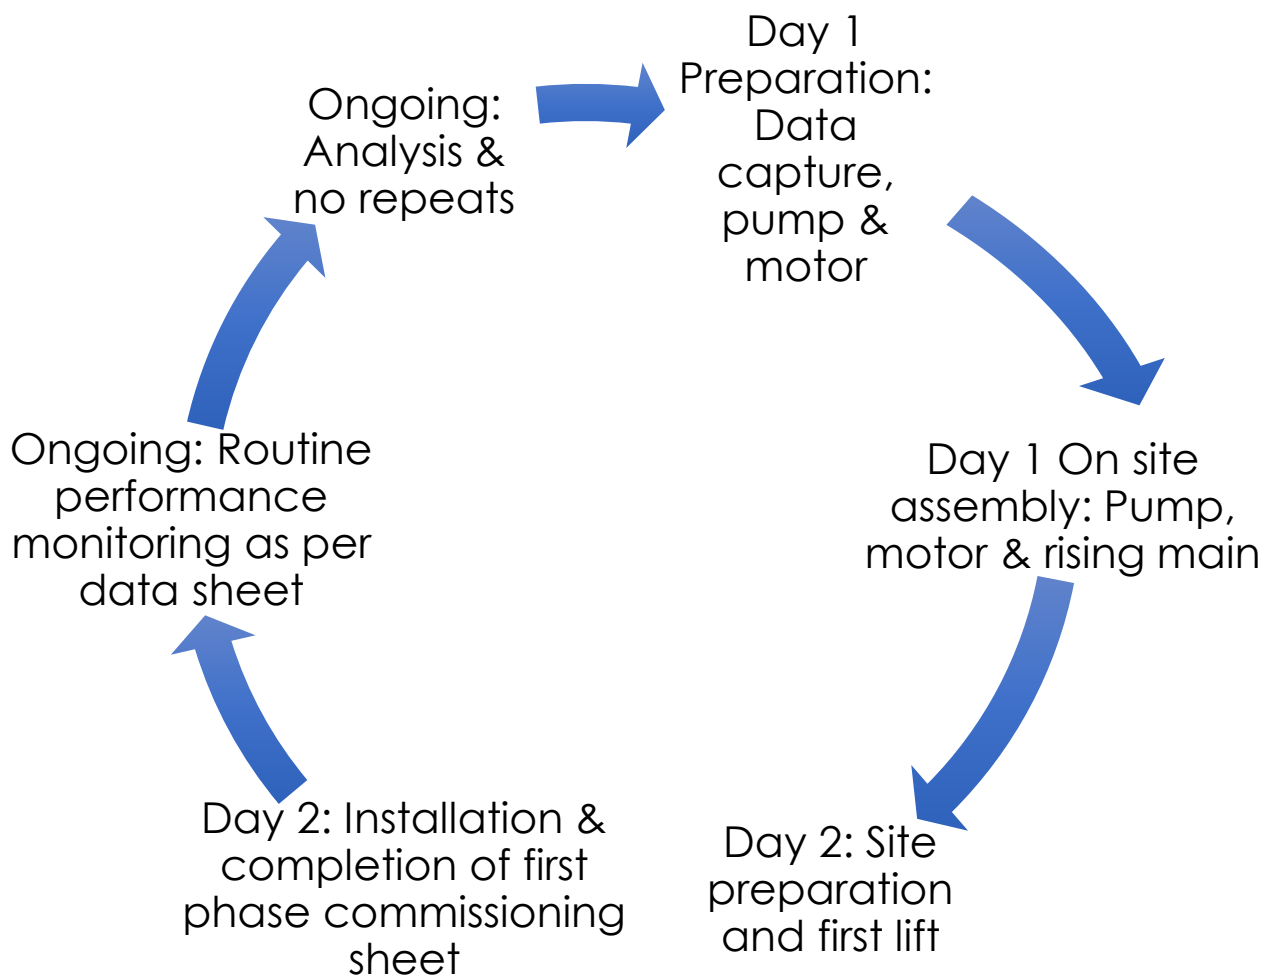 Day 1
Preparation:
Data
capture,
pump &
motor
Day 1 On site
assembly: Pump,
motor & rising main
Day 2: Site
preparation
and first lift
Day 2: Installation &
completion of first
phase commissioning
sheet
Ongoing: Routine
performance
monitoring as per
data sheet
Ongoing:
Analysis &
no repeats